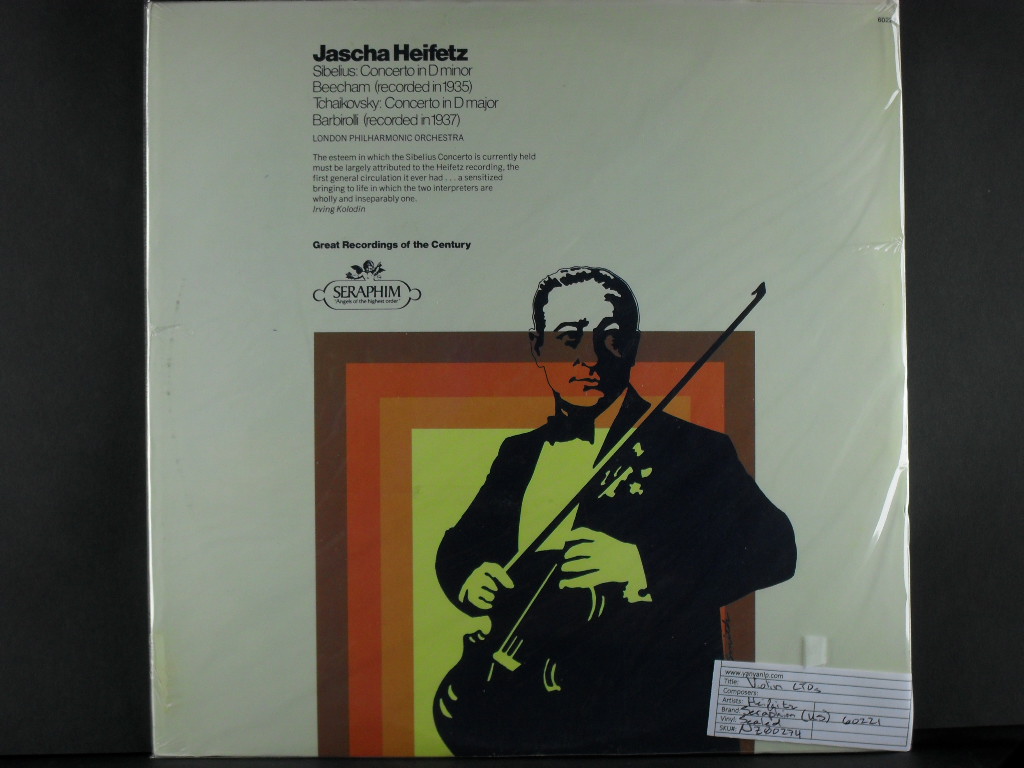 6022
Jascha Heifetz
Sibelius: Concerto in D minor
Beecham (recorded in 1935)
Tchaikovsky: Concerto in D major
Barbirolli (recorded in 1937)
LONDON PHILHARMONIC ORCHESTRA
The esteem in which the Sibelius Concerto is currently held
must be largely attributed to the Heifetz recording, the
first general circulation it ever had . . . a sensitized
bringing to life in which the two interpreters are
wholly and inseparably one.
Irving Kolodin
Great Recordings of the Century
SERAPHIM
"Angels of the highest order"
Title: Violin
Composers:
Artists: Heifetz
Brand: Seraphim (US) 60221
Vinyl: Sealed
SKU#: NZ00274